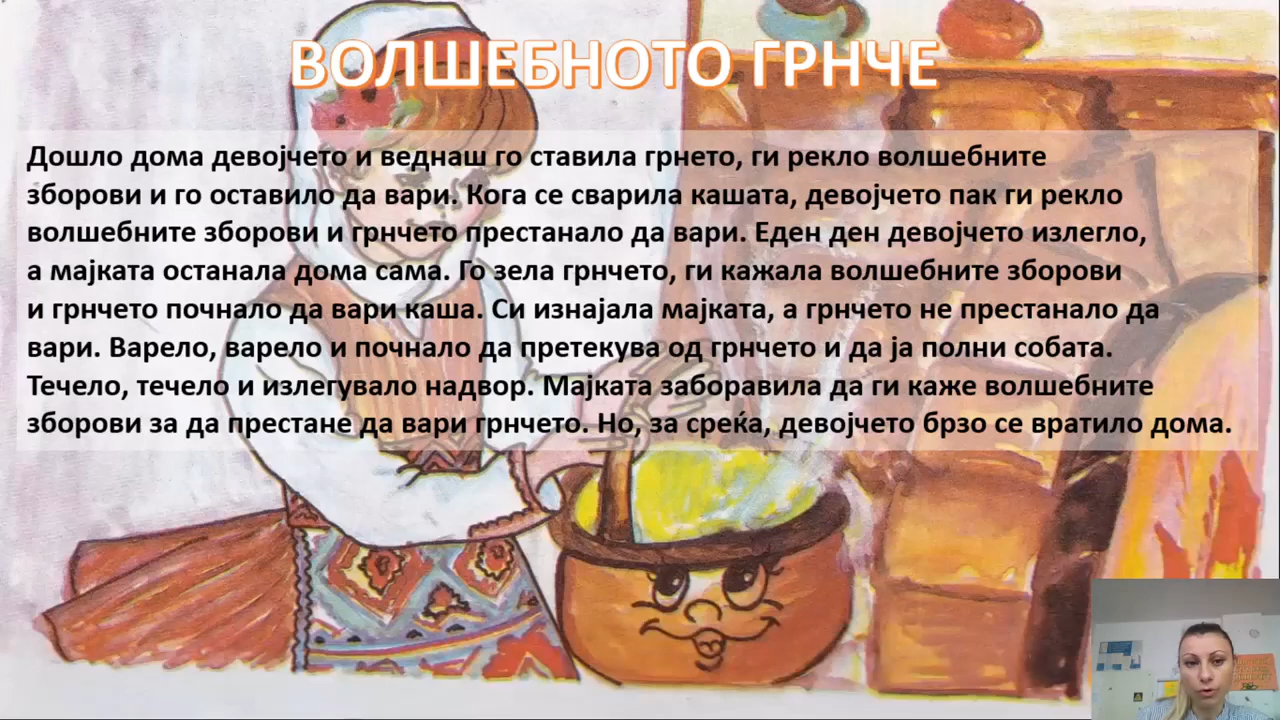 ВОЛШЕБНОТО ГРНЧЕ
Дошло дома девојчето и веднаш го ставила грнето, ги рекло волшебните
зборови и го оставило да вари. Кога се сварила кашата, девојчето пак ги рекло
волшебните зборови и грнчето престанало да вари. Еден ден девојчето излегло,
а мајката останала дома сама. Го зела грнчето, ги кажала волшебните зборови
и грнчето почнало да вари каша. Си изнајала мајката, а грнчето не престанало да
вари. Варело, варело и почнало да претекува од грнчето и да ја полни собата.
Течело, течело и излегувало надвор. Мајката заборавила да ги каже волшебните
зборови за да престане да вари грнчето. Но, за среќа, девојчето брзо се вратило дома.